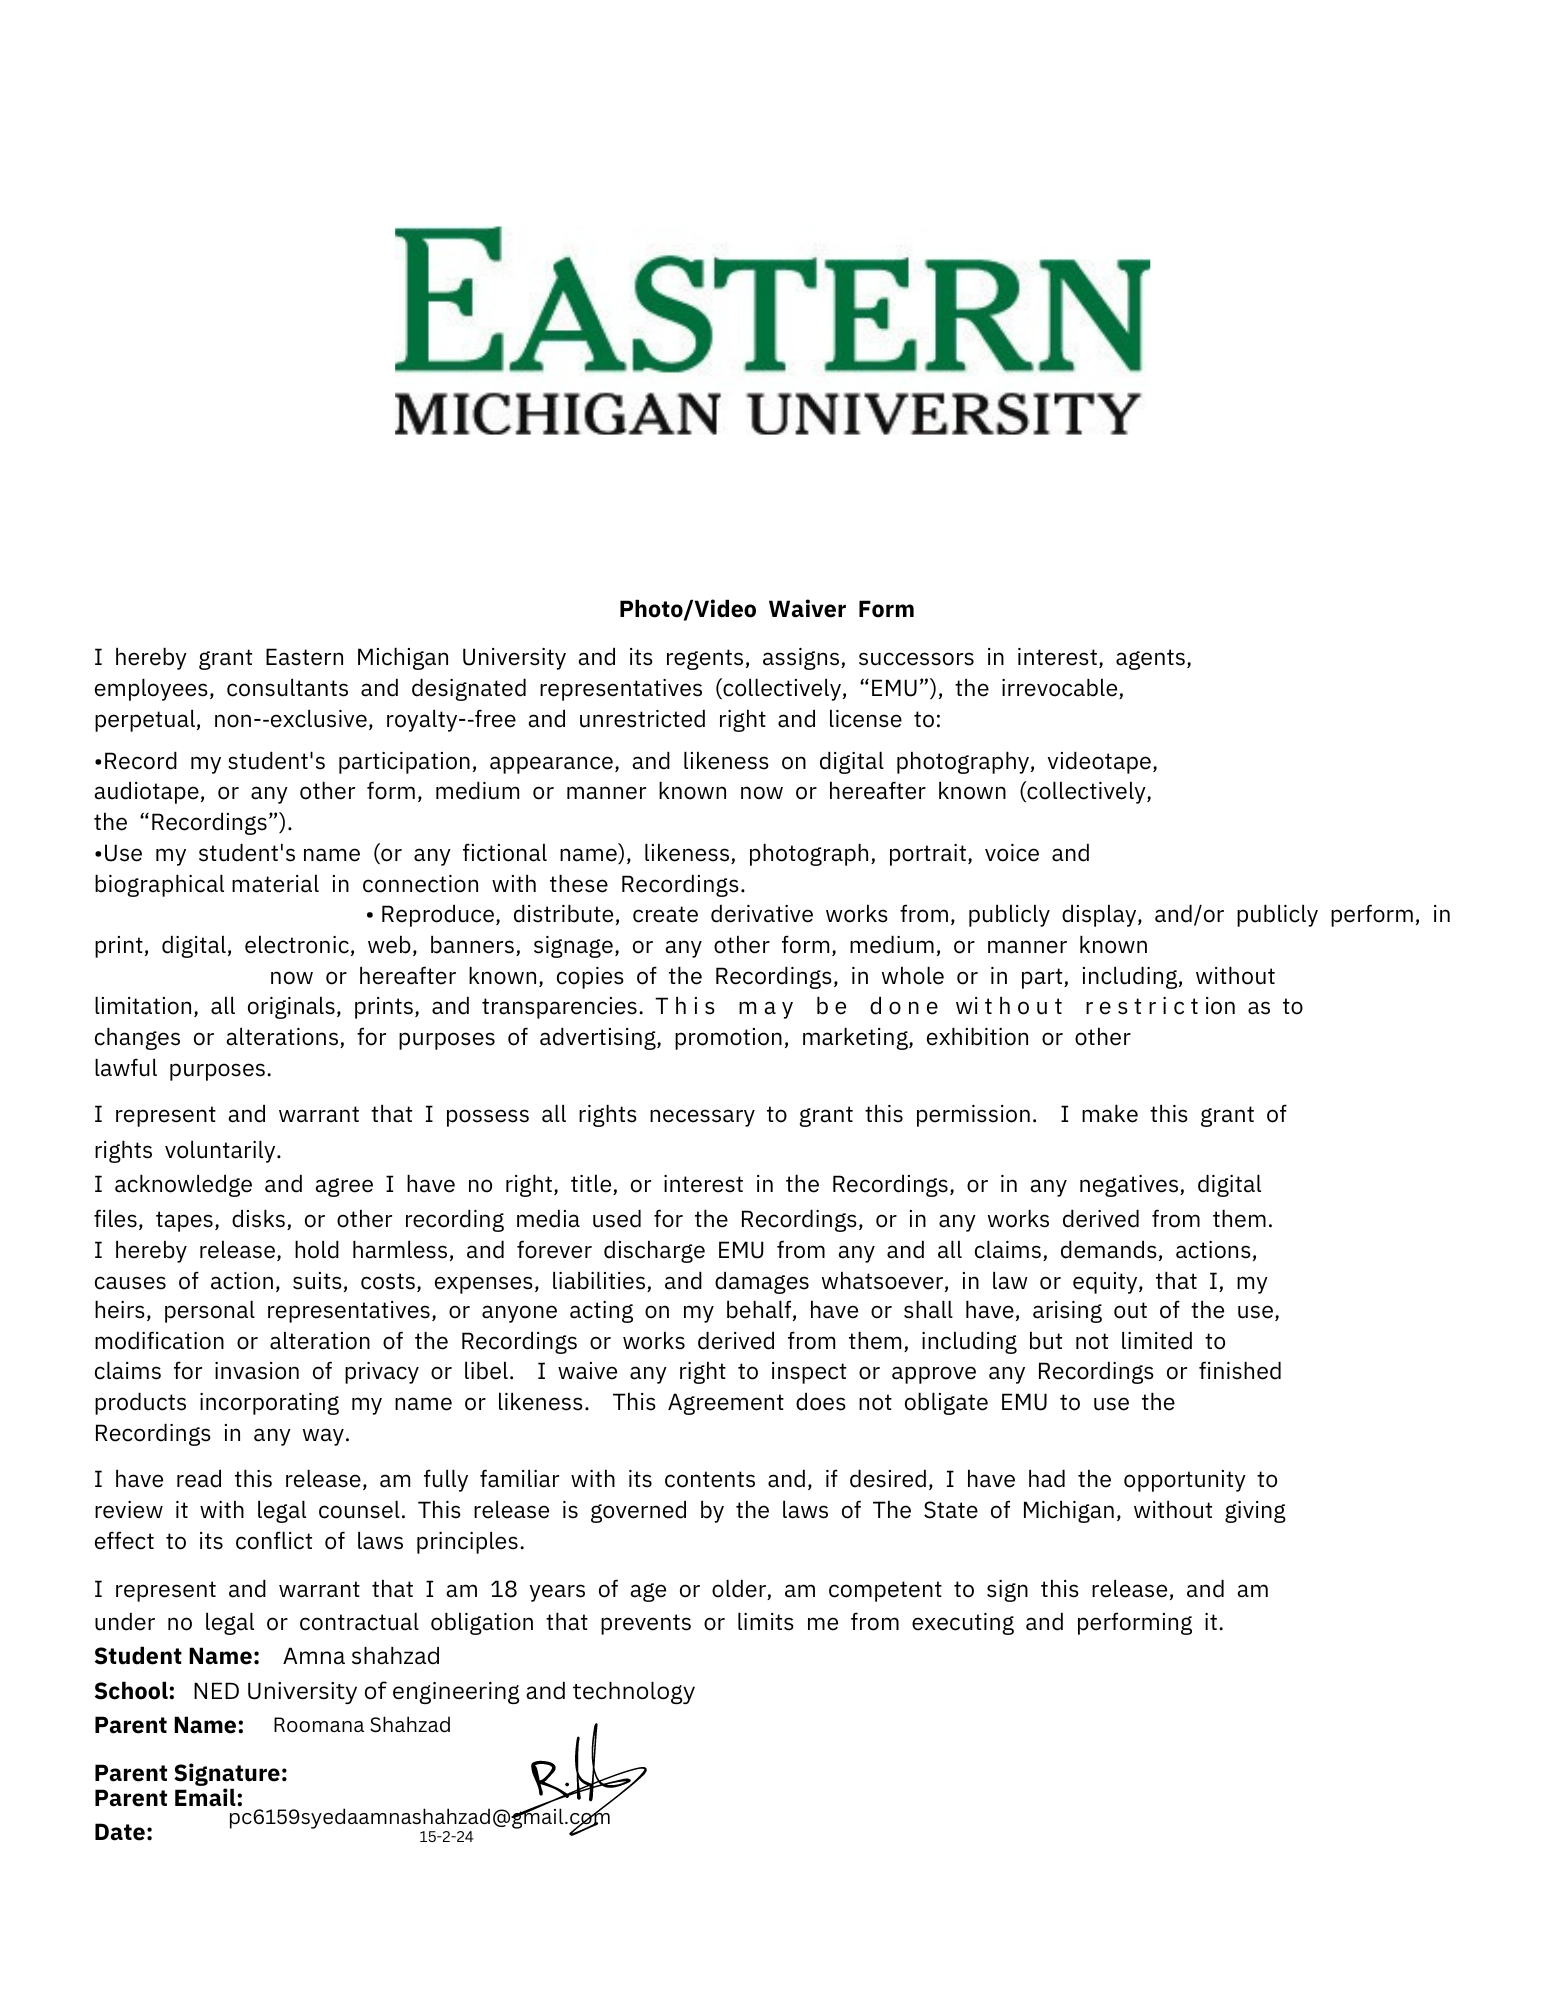 EASTERN
MICHIGAN UNIVERSITY
Photo/Video Waiver Form
I hereby grant Eastern Michigan University and its regents, assigns, successors in interest, agents,
employees, consultants and designated representatives (collectively, “EMU”), the irrevocable,
perpetual, non--exclusive, royalty--free and unrestricted right and license to:
•Record my student's participation, appearance, and likeness on digital photography, videotape,
audiotape, or any other form, medium or manner known now or hereafter known (collectively,
the “Recordings”).
•Use my student's name (or any fictional name), likeness, photograph, portrait, voice and
biographical material in connection with these Recordings.
• Reproduce, distribute, create derivative works from, publicly display, and/or publicly perform, in
print, digital, electronic, web, banners, signage, or any other form, medium, or manner known
now or hereafter known, copies of the Recordings, in whole or in part, including, without
limitation, all originals, prints, and transparencies. This may be done without restriction as to
changes or alterations, for purposes of advertising, promotion, marketing, exhibition or other
lawful purposes.
I represent and warrant that I possess all rights necessary to grant this permission. I make this grant of
rights voluntarily.
I acknowledge and agree I have no right, title, or interest in the Recordings, or in any negatives, digital
files, tapes, disks, or other recording media used for the Recordings, or in any works derived from them.
I hereby release, hold harmless, and forever discharge EMU from any and all claims, demands, actions,
causes of action, suits, costs, expenses, liabilities, and damages whatsoever, in law or equity, that I, my
heirs, personal representatives, or anyone acting on my behalf, have or shall have, arising out of the use,
modification or alteration of the Recordings or works derived from them, including but not limited to
claims for invasion of privacy or libel. I waive any right to inspect or approve any Recordings or finished
products incorporating my name or likeness. This Agreement does not obligate EMU to use the
Recordings in any way.
I have read this release, am fully familiar with its contents and, if desired, I have had the opportunity to
review it with legal counsel. This release is governed by the laws of The State of Michigan, without giving
effect to its conflict of laws principles.
I represent and warrant that I am 18 years of age or older, am competent to sign this release, and am
under no legal or contractual obligation that prevents or limits me from executing and performing it.
Student Name: Amna shahzad
School: NED University of engineering and technology
Parent Name: Roomana Shahzad
Parent Signature:
Parent Email:
pc6159syedaamnashahzad@gmail.com
Date: 15-2-24